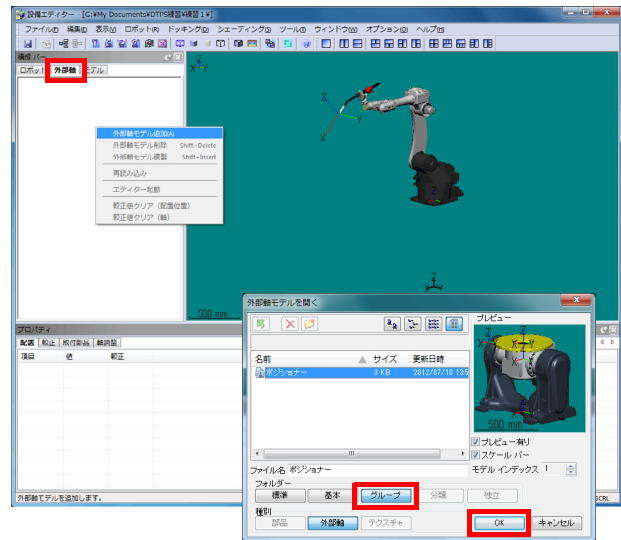 設備エディター [G:¥My Documents¥DTPS練習¥練習1¥]
ファイル(F) 編集(E) 表示(V) ロボット(R) ドッキング(D) シェーディング(S) ツール(T) ウィンドウ(W) オプション(O) ヘルプ(H)
構成バー
ロボット 外部軸 モデル
Z
X Y
外部軸モデル追加(A)
外部軸モデル削除 Shift-Delete
外部軸モデル複製 Shift+Insert
再読み込み
エディター起動
較正値クリア（配置位置）
較正値クリア（軸）
Z
Y
X
Z
Z
X Y
500 mm
プロパティ
配置 較正 取付部品 軸調整
項目 値 較正
外部軸モデルを追加します。
SCRL
外部軸モデルを開く
プレビュー
名前 サイズ 更新日時
ポジショナー 3 KB 2012/07/10 13:5
Z Z
X X Y
Y
Z
X Y
500 mm
プレビュー有り
スケール バー
ファイル名 ポジショナー
モデル インデックス 1
フォルダー
標準 基本 グループ 分類 独立
種別
部品 外部軸 テクスチャ
OK キャンセル